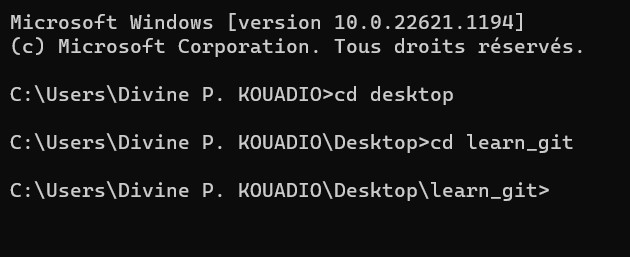 Microsoft Windows [version 10.0.22621.1194]
(c) Microsoft Corporation. Tous droits réservés.
C:\Users\Divine P. KOUADIO>cd desktop
C:\Users\Divine P. KOUADIO\Desktop>cd learn_git
C:\Users\Divine P. KOUADIO\Desktop\learn_git>